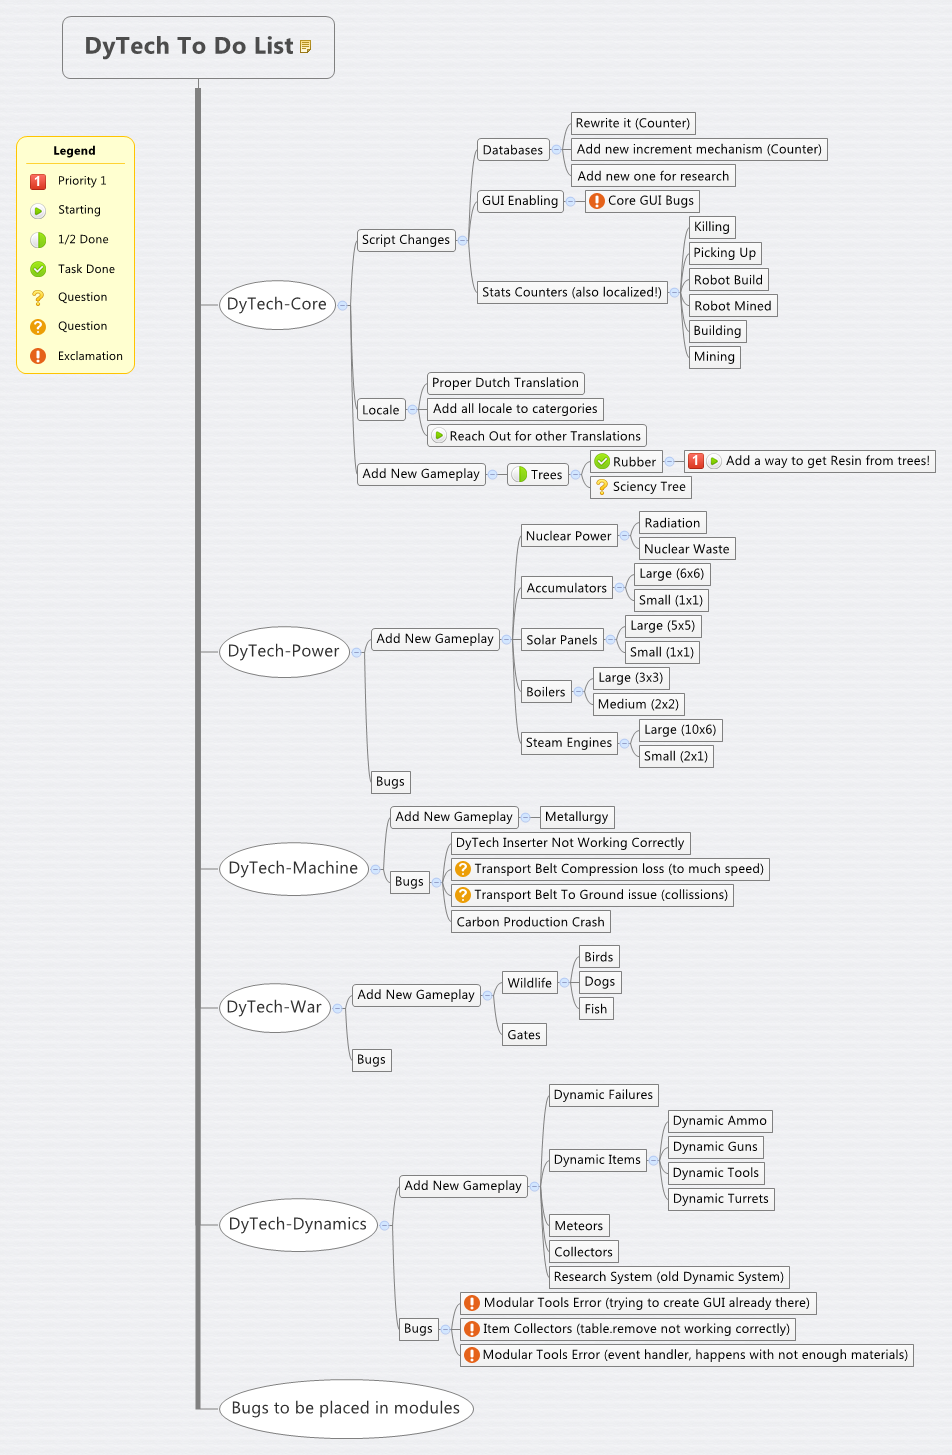 DyTech To Do List
Legend
1 Priority 1
Starting
1/2 Done
Task Done
? Question
? Question
! Exclamation
DyTech-Core
Script Changes
Databases
Rewrite it (Counter)
Add new increment mechanism (Counter)
Add new one for research
GUI Enabling
! Core GUI Bugs
Stats Counters (also localized!)
Killing
Picking Up
Robot Build
Robot Mined
Building
Mining
Locale
Proper Dutch Translation
Add all locale to catergories
Reach Out for other Translations
Add New Gameplay
Trees
Rubber
1 Add a way to get Resin from trees!
? Sciency Tree
DyTech-Power
Add New Gameplay
Nuclear Power
Radiation
Nuclear Waste
Accumulators
Large (6x6)
Small (1x1)
Solar Panels
Large (5x5)
Small (1x1)
Boilers
Large (3x3)
Medium (2x2)
Steam Engines
Large (10x6)
Small (2x1)
Bugs
DyTech-Machine
Add New Gameplay
Metallurgy
Bugs
DyTech Inserter Not Working Correctly
? Transport Belt Compression loss (to much speed)
? Transport Belt To Ground issue (collissions)
Carbon Production Crash
DyTech-War
Add New Gameplay
Wildlife
Birds
Dogs
Fish
Gates
Bugs
DyTech-Dynamics
Add New Gameplay
Dynamic Failures
Dynamic Items
Dynamic Ammo
Dynamic Guns
Dynamic Tools
Dynamic Turrets
Meteors
Collectors
Research System (old Dynamic System)
Bugs
! Modular Tools Error (trying to create GUI already there)
! Item Collectors (table.remove not working correctly)
! Modular Tools Error (event handler, happens with not enough materials)
Bugs to be placed in modules